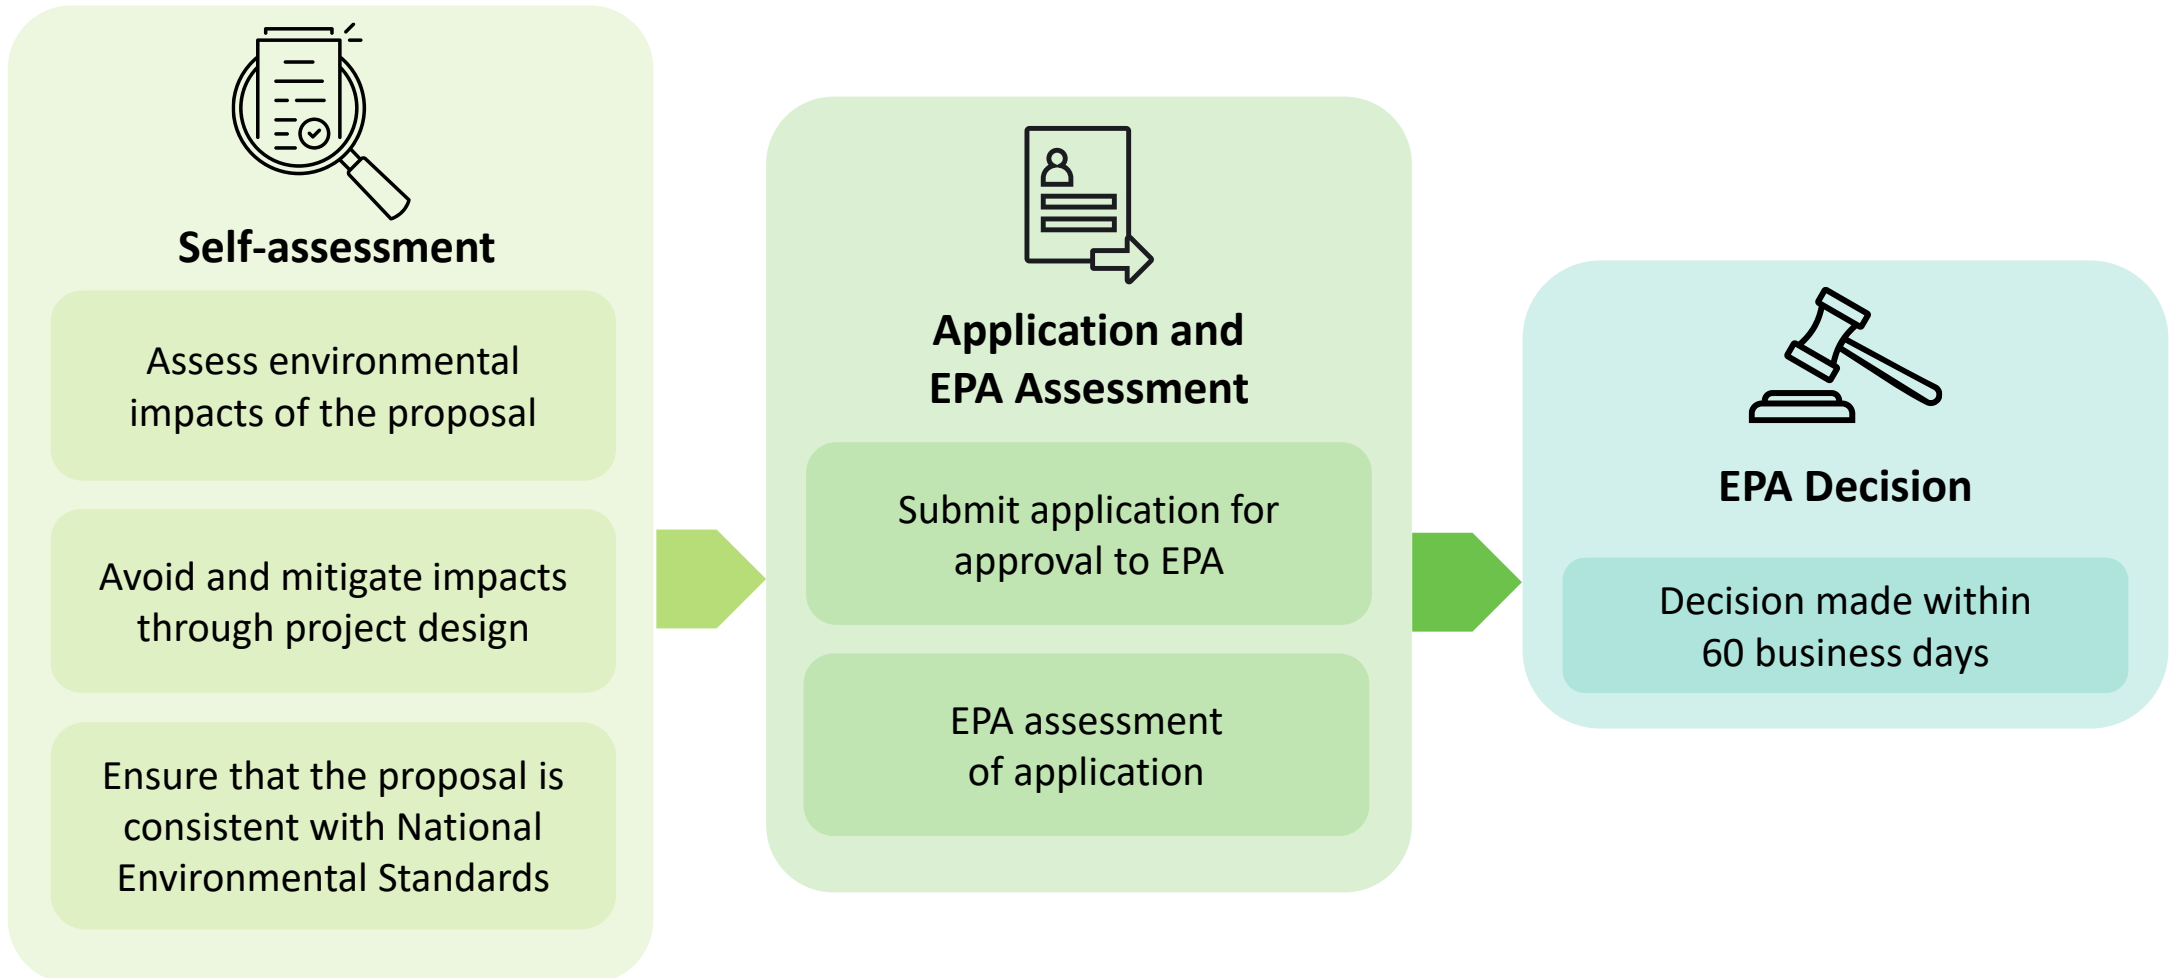 Self-assessment
Assess environmental
impacts of the proposal
Avoid and mitigate impacts
through project design
Ensure that the proposal is
consistent with National
Environmental Standards
Application and
EPA Assessment
Submit application for
approval to EPA
EPA assessment
of application
EPA Decision
Decision made within
60 business days